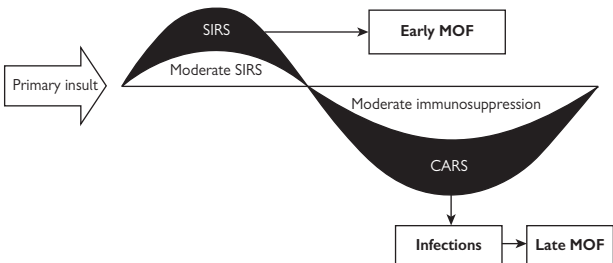 SIRS
Early MOF
Primary insult
Moderate SIRS
Moderate immunosuppression
CARS
Infections
Late MOF